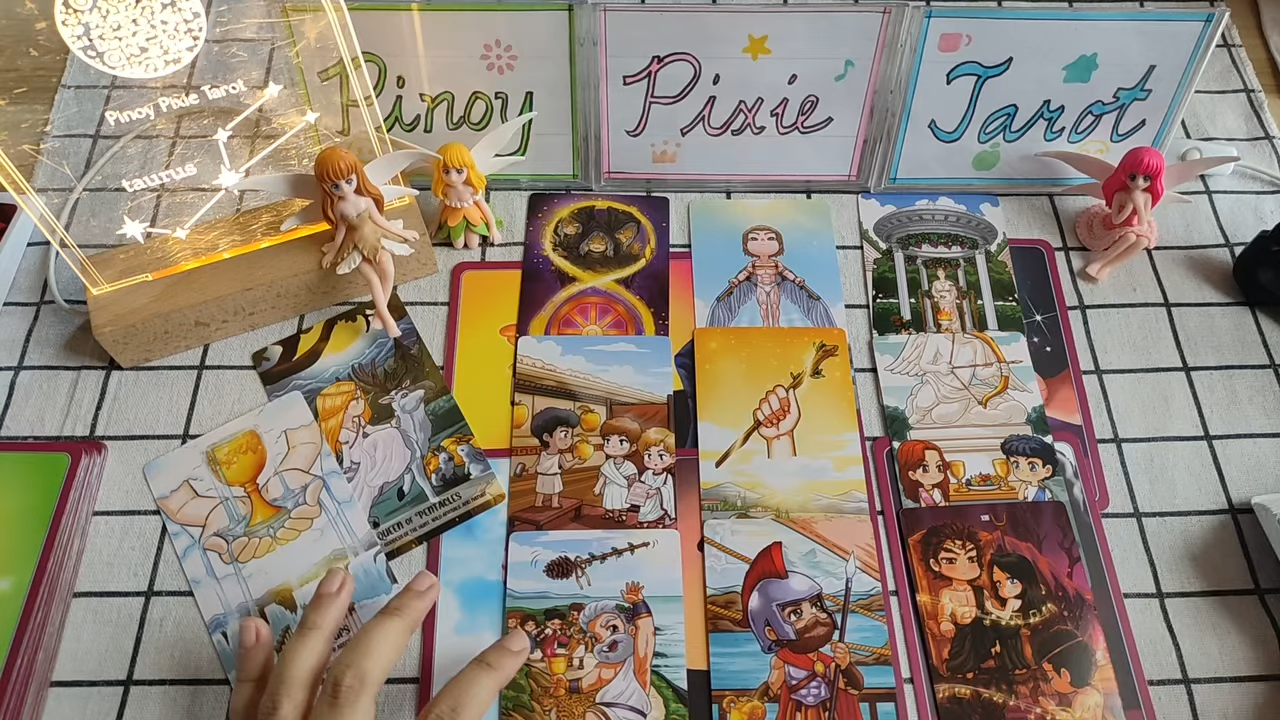 Pinoy
Pixie
Tarot
Pinoy Pixie Tarot
taurus
QUEEN OF PENTACLES